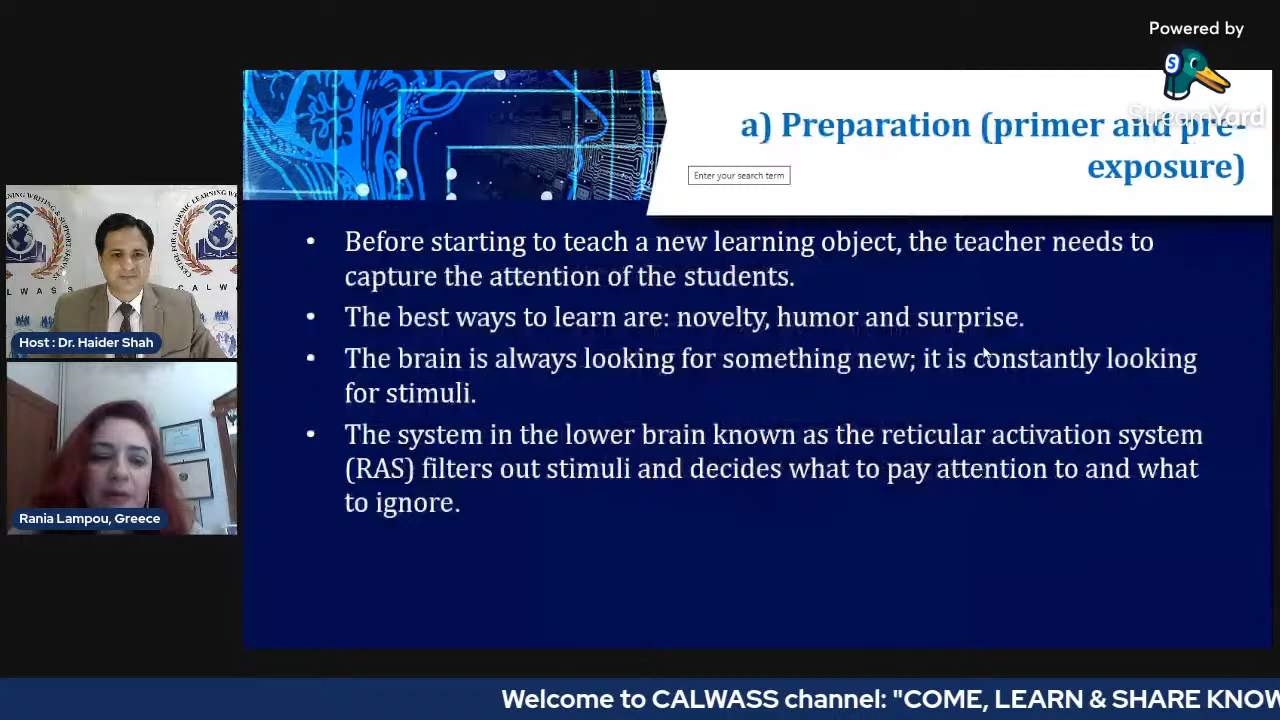 Powered by
S
StreamYard
a) Preparation (primer and pre-
exposure)
Enter your search term
• Before starting to teach a new learning object, the teacher needs to
capture the attention of the students.
• The best ways to learn are: novelty, humor and surprise.
• The brain is always looking for something new; it is constantly looking
for stimuli.
• The system in the lower brain known as the reticular activation system
(RAS) filters out stimuli and decides what to pay attention to and what
to ignore.
Host : Dr. Haider Shah
Rania Lampou, Greece
Welcome to CALWASS channel: "COME, LEARN & SHARE KNOW